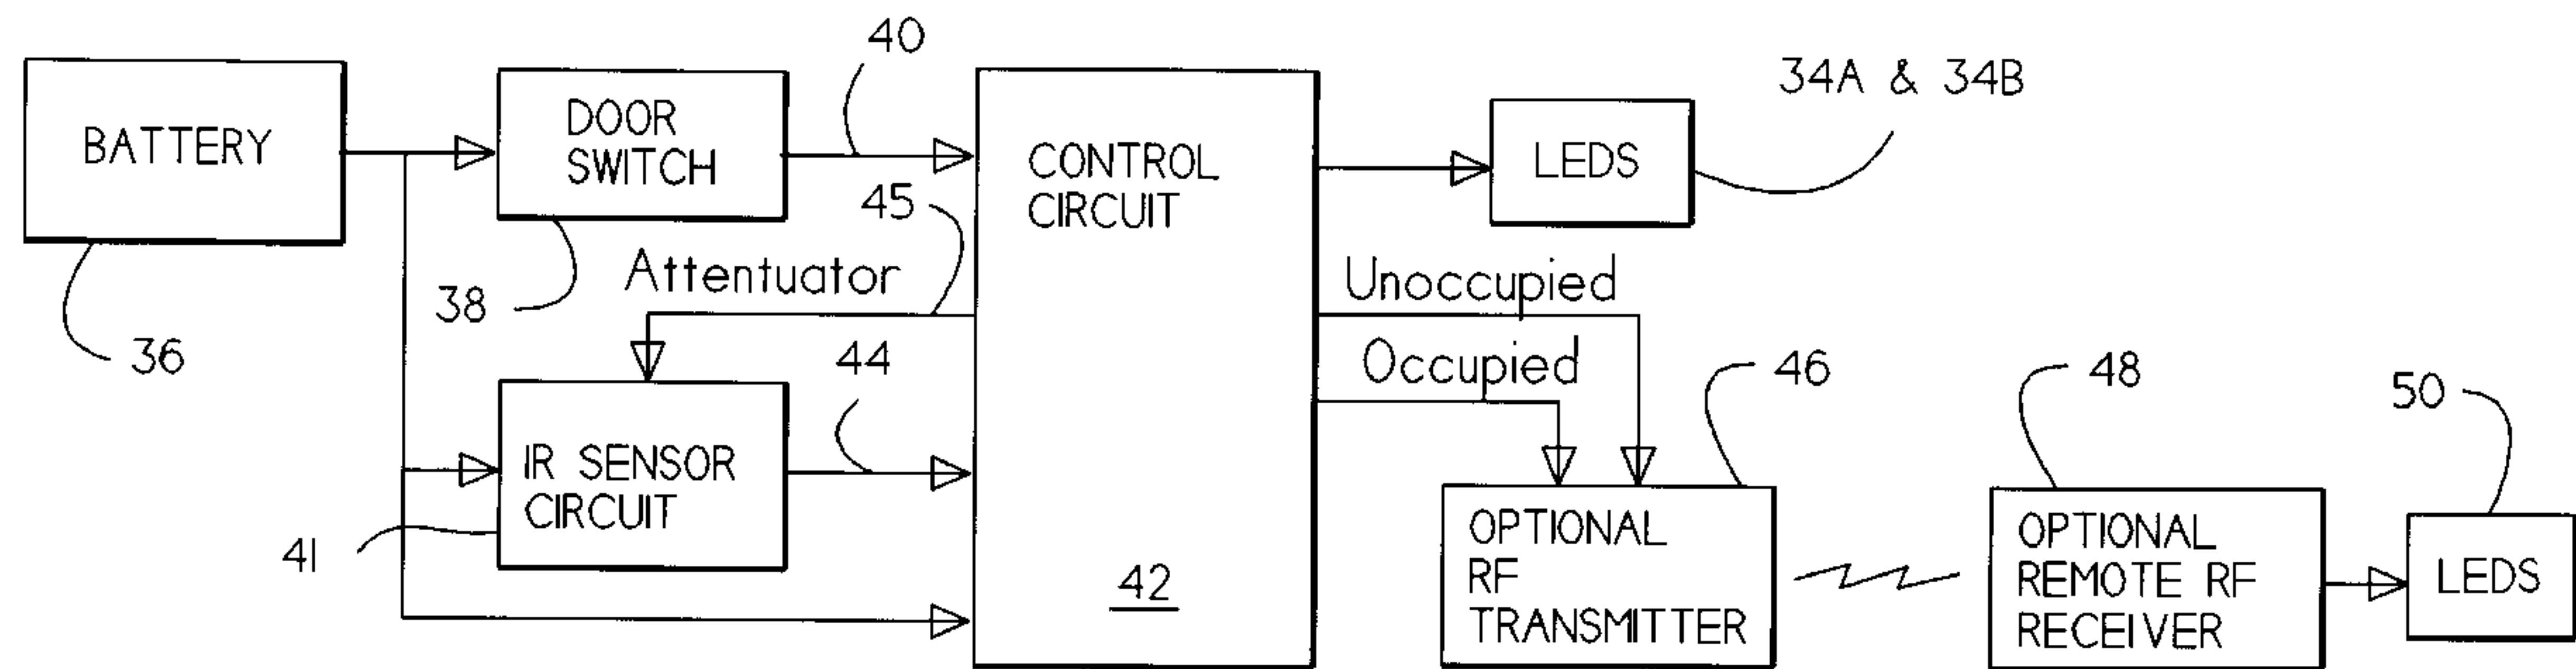 40
34A & 34B
BATTERY
DOOR
SWITCH
CONTROL
CIRCUIT
LEDS
45
Attentuator
38
36
Unoccupied
Occupied
44
46
48
50
IR SENSOR
CIRCUIT
41
42
OPTIONAL
RF
TRANSMITTER
OPTIONAL
REMOTE RF
RECEIVER
LEDS